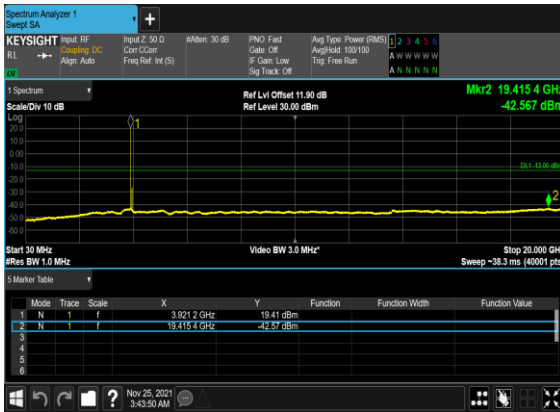 Spectrum Analyzer 1
Swept SA
+
KEYSIGHT Input: RF Input Z: 50 Ω #Atten: 30 dB PNO: Fast Avg Type: Power (RMS) 1 2 3 4 5 6
RL Coupling: DC Corr CCorr Gate: Off Avg|Hold: 100/100 A W W W W W
Align: Auto Freq Ref: Int (S) IF Gain: Low Trig: Free Run
Sig Track: Off A N N N N N
1 Spectrum Ref Lvl Offset 11.90 dB Mkr2 19.415 4 GHz
Scale/Div 10 dB Ref Level 30.00 dBm -42.567 dBm
Log
20.0
10.0
0.00
-10.0
-20.0
-30.0
-40.0
-50.0
-60.0
1
DL1 -13.00 dBm
2
Start 30 MHz Video BW 3.0 MHz* Stop 20.000 GHz
#Res BW 1.0 MHz Sweep ~38.3 ms (40001 pts)
5 Marker Table
Mode Trace Scale X Y Function Function Width Function Value
1 N 1 f 3.921 2 GHz 19.41 dBm
2 N 1 f 19.415 4 GHz -42.57 dBm
3
4
5
6
? Nov 25, 2021
3:43:50 AM